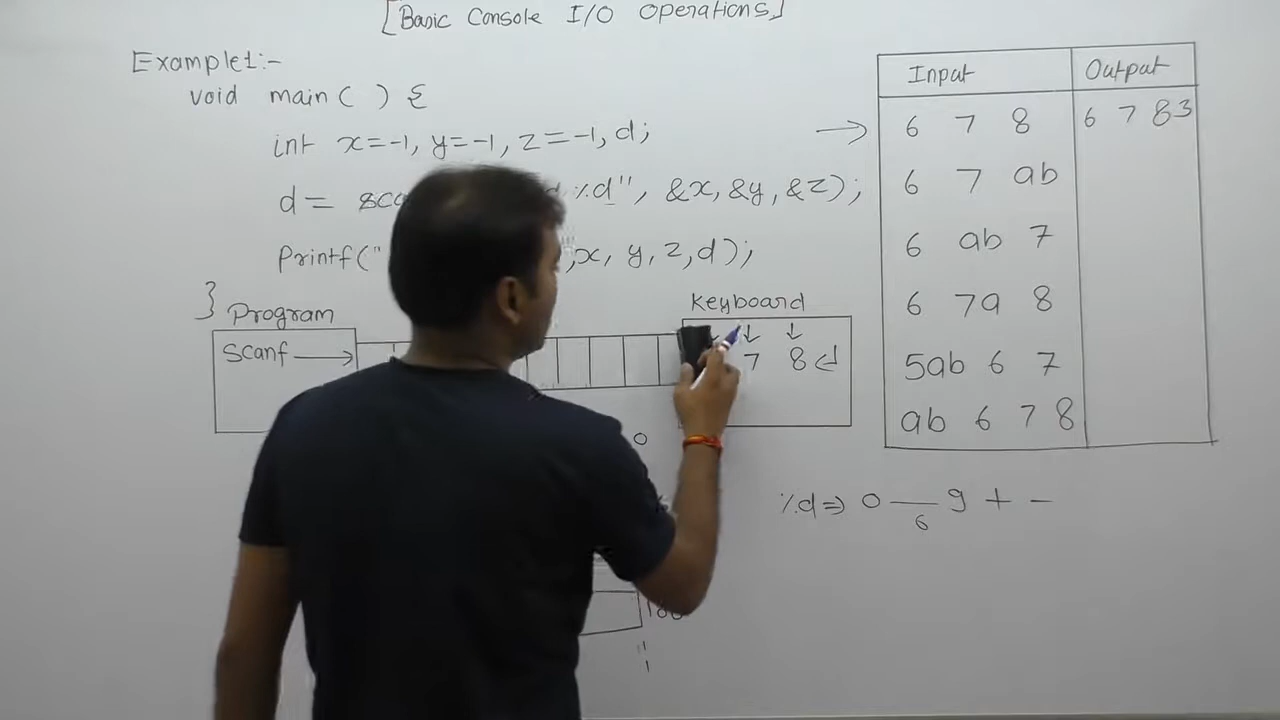 [Basic Console I/O Operations]
Example1:-
void main( ) {
int x=-1, y=-1, z=-1, d;
d = %d", &x, &y, &z);
Printf(" ,x, y, z, d);
}
Program
scanf
Keyboard
7 8
0
Input Output
6 7 8 6 7 8 3
6 7 ab
6 ab 7
6 7a 8
5ab 6 7
ab 6 7 8
%d ⇒ 0 — 9 + -
6